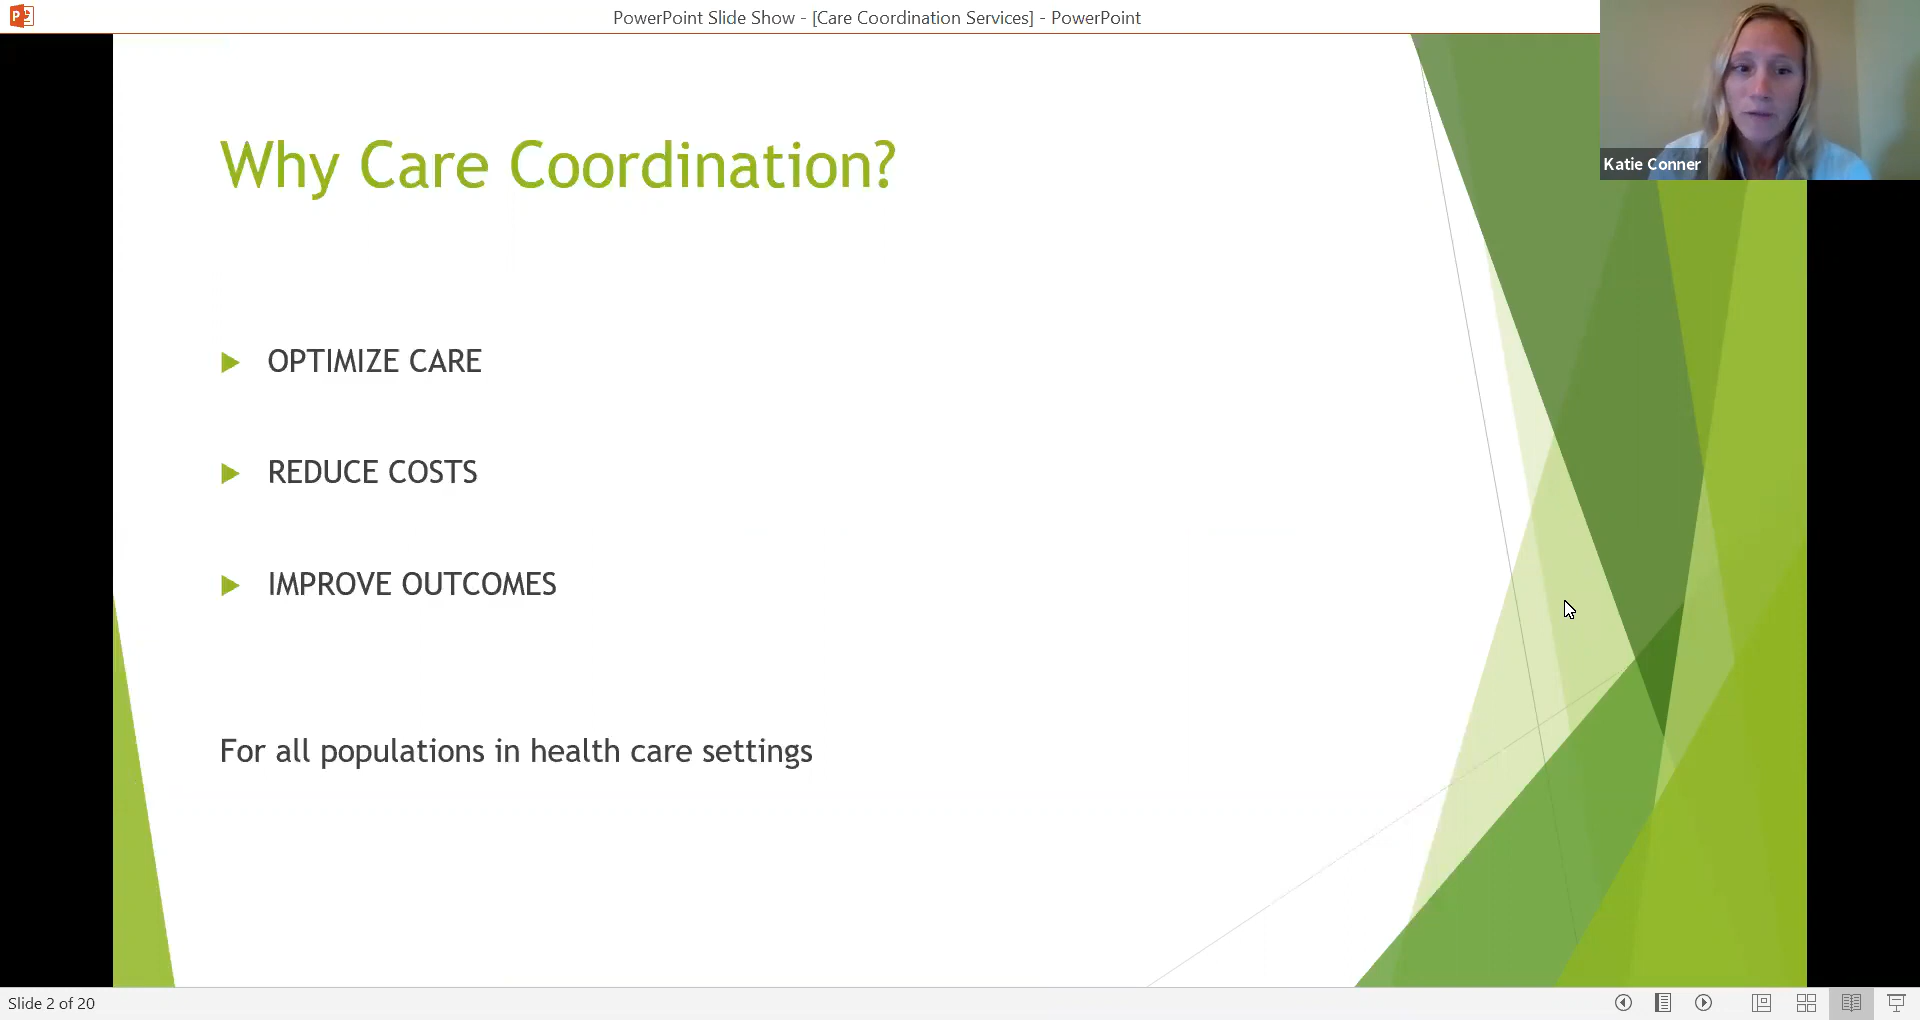 PowerPoint Slide Show - [Care Coordination Services] - PowerPoint
Katie Conner
Why Care Coordination?
OPTIMIZE CARE
REDUCE COSTS
IMPROVE OUTCOMES
For all populations in health care settings
Slide 2 of 20